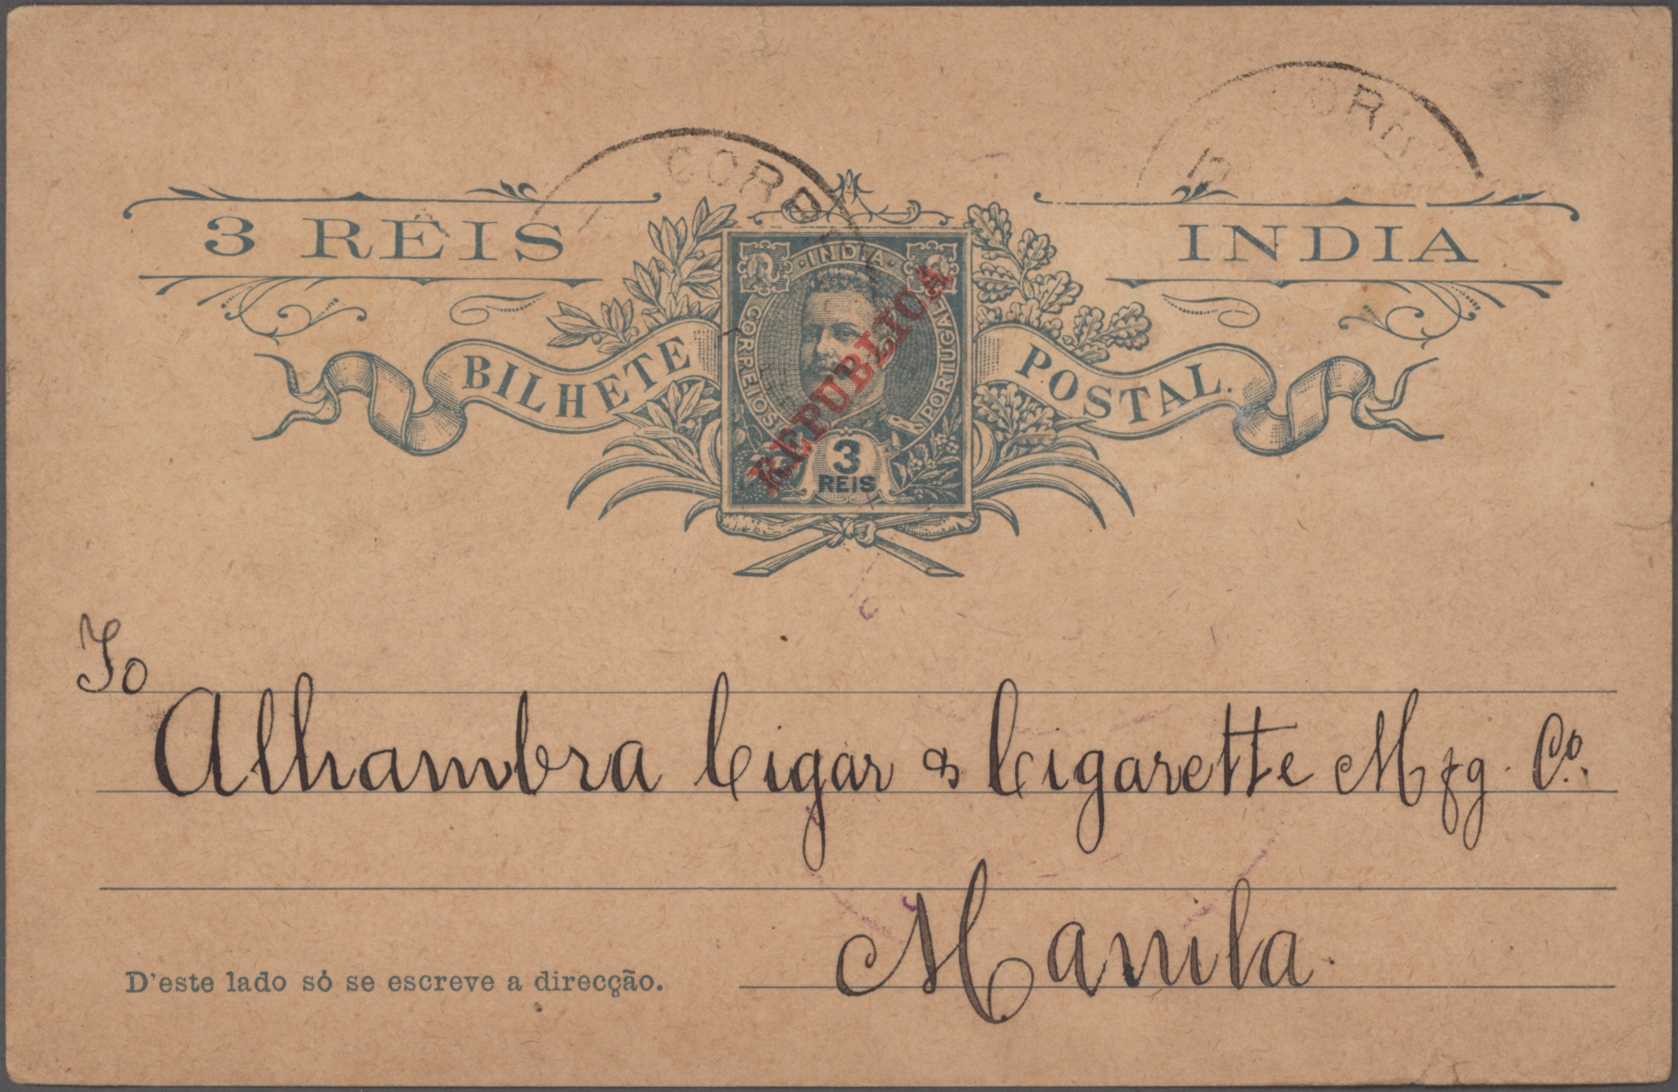 3 RÉIS
INDIA
BILHETE
POSTAL.
INDIA
CORREIOS
PORTUGAL
REPUBLICA
3
REIS
To
Alhambra Cigar & Cigarette Mfg. Co.
Manila.
D'este lado só se escreve a direcção.